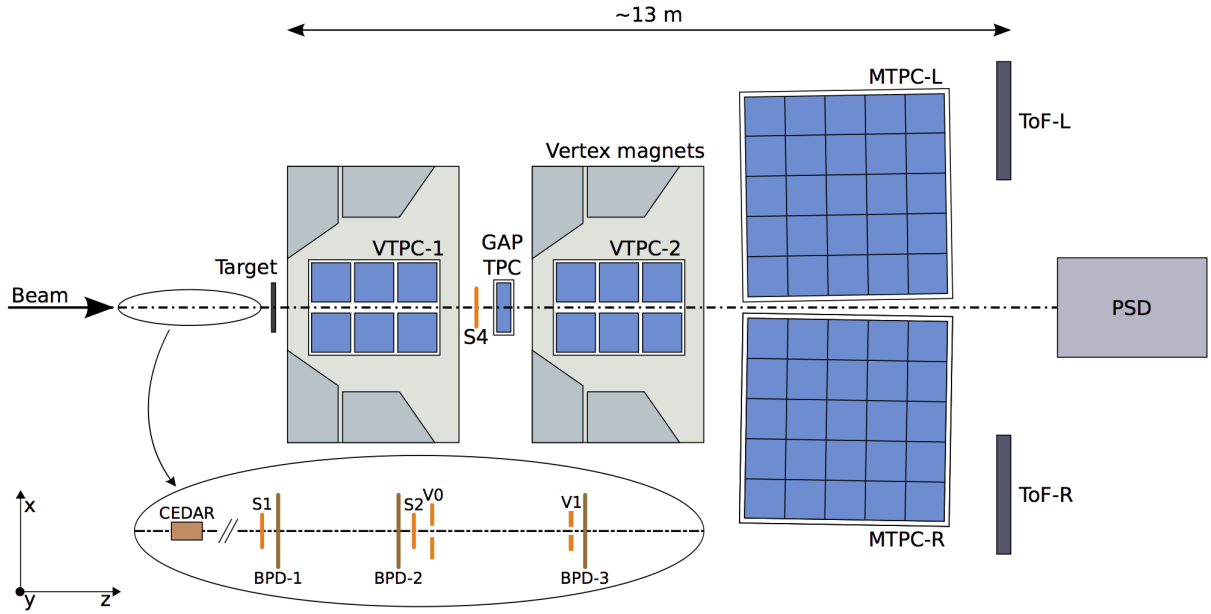 ~13 m
MTPC-L
ToF-L
Vertex magnets
VTPC-1
GAP
TPC
VTPC-2
Target
Beam
S4
PSD
ToF-R
MTPC-R
x
y
z
CEDAR
S1
S2
V0
V1
BPD-1
BPD-2
BPD-3